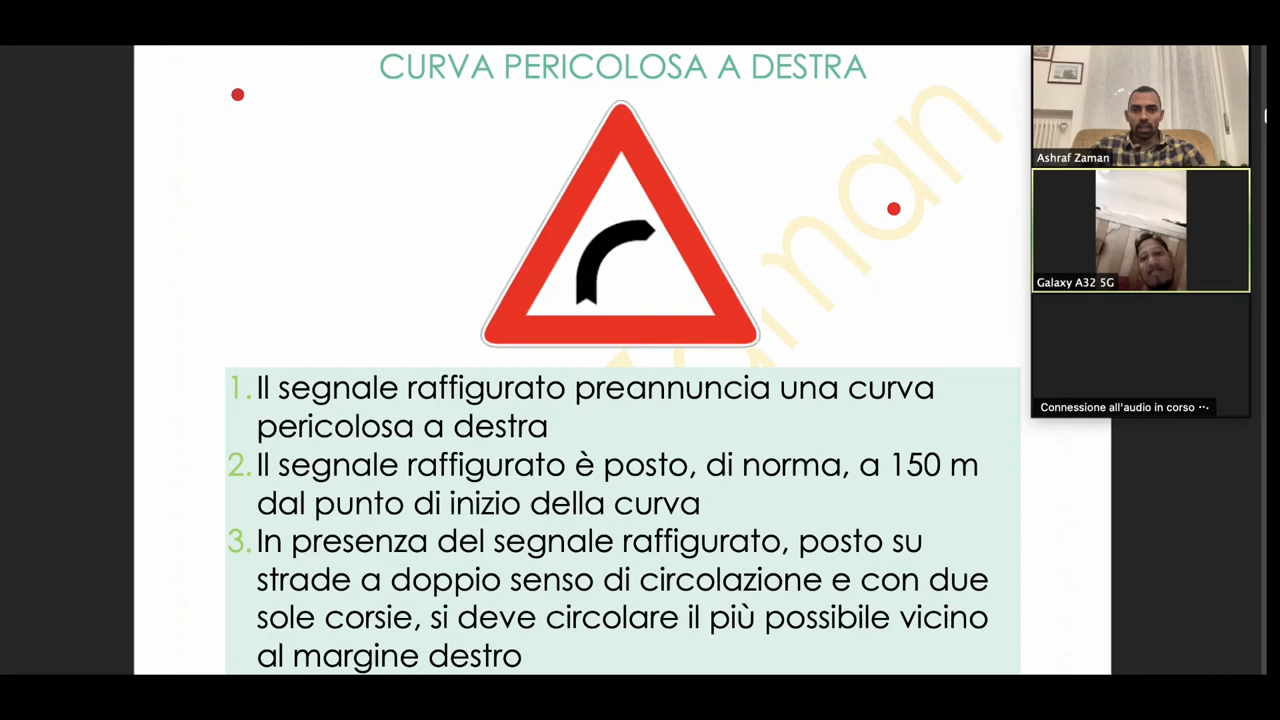 CURVA PERICOLOSA A DESTRA
Ashraf Zaman
Galaxy A32 5G
Connessione all'audio in corso ···
1. Il segnale raffigurato preannuncia una curva
pericolosa a destra
2. Il segnale raffigurato è posto, di norma, a 150 m
dal punto di inizio della curva
3. In presenza del segnale raffigurato, posto su
strade a doppio senso di circolazione e con due
sole corsie, si deve circolare il più possibile vicino
al margine destro